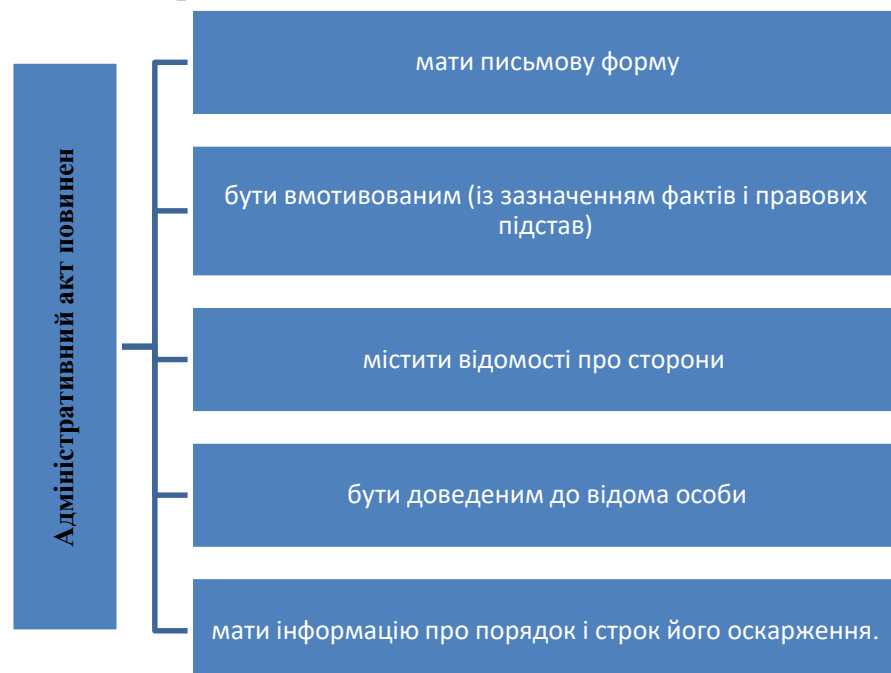 Адміністративний акт повинен
мати письмову форму
бути вмотивованим (із зазначенням фактів і правових
підстав)
містити відомості про сторони
бути доведеним до відома особи
мати інформацію про порядок і строк його оскарження.